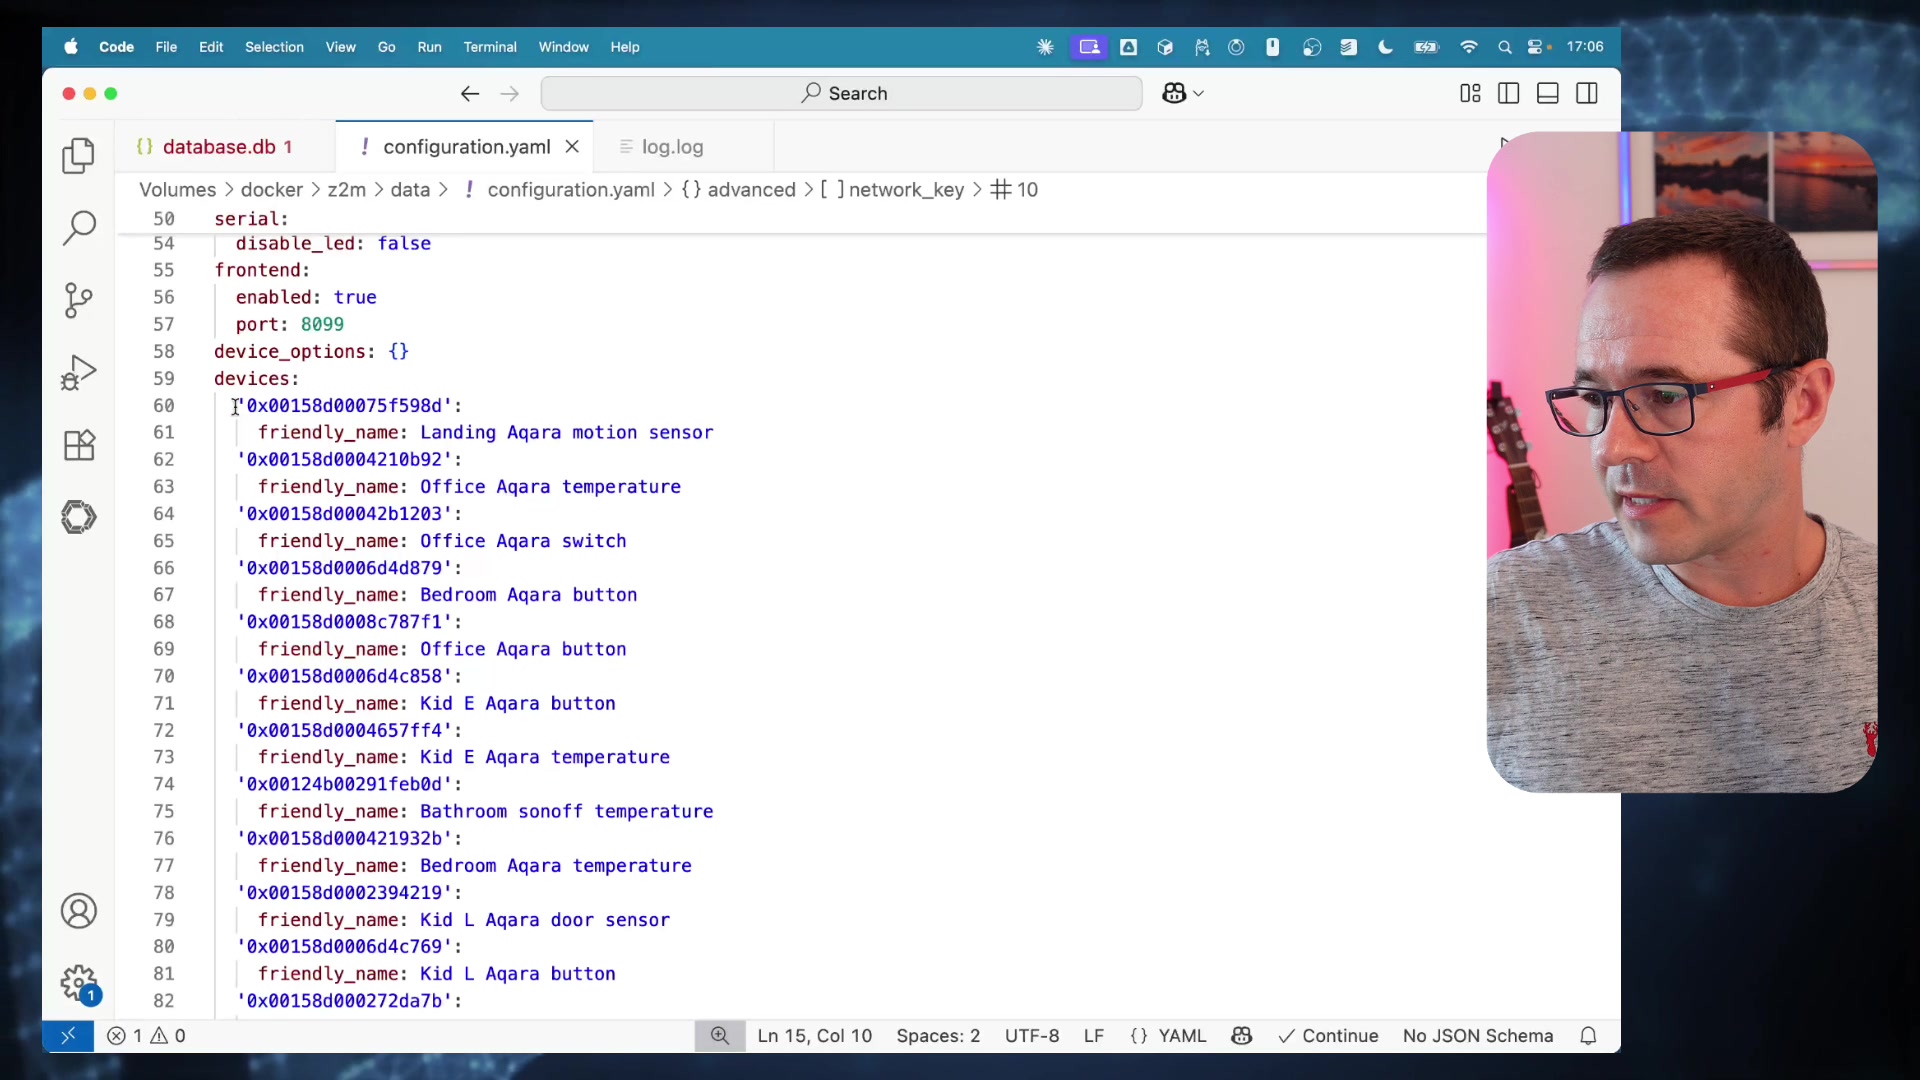 Code File Edit Selection View Go Run Terminal Window Help 17:06
Search
{} database.db 1 ! configuration.yaml log.log
Volumes > docker > z2m > data > ! configuration.yaml > {} advanced > [ ] network_key > # 10
50 serial:
54 disable_led: false
55 frontend:
56 enabled: true
57 port: 8099
58 device_options: {}
59 devices:
60 '0x00158d00075f598d':
61 friendly_name: Landing Aqara motion sensor
62 '0x00158d0004210b92':
63 friendly_name: Office Aqara temperature
64 '0x00158d00042b1203':
65 friendly_name: Office Aqara switch
66 '0x00158d0006d4d879':
67 friendly_name: Bedroom Aqara button
68 '0x00158d0008c787f1':
69 friendly_name: Office Aqara button
70 '0x00158d0006d4c858':
71 friendly_name: Kid E Aqara button
72 '0x00158d0004657ff4':
73 friendly_name: Kid E Aqara temperature
74 '0x00124b00291feb0d':
75 friendly_name: Bathroom sonoff temperature
76 '0x00158d000421932b':
77 friendly_name: Bedroom Aqara temperature
78 '0x00158d0002394219':
79 friendly_name: Kid L Aqara door sensor
80 '0x00158d0006d4c769':
81 friendly_name: Kid L Aqara button
82 '0x00158d000272da7b':
1
1 0 Ln 15, Col 10 Spaces: 2 UTF-8 LF {} YAML Continue No JSON Schema